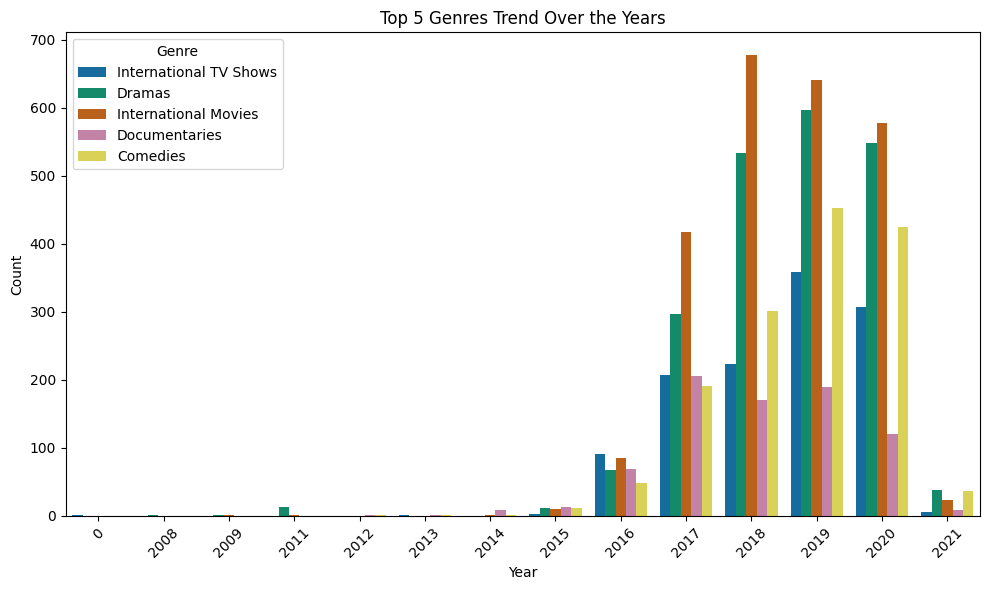 Top 5 Genres Trend Over the Years
Genre
International TV Shows
Dramas
International Movies
Documentaries
Comedies
Count
700
600
500
400
300
200
100
0
0
2008
2009
2011
2012
2013
2014
2015
2016
2017
2018
2019
2020
2021
Year